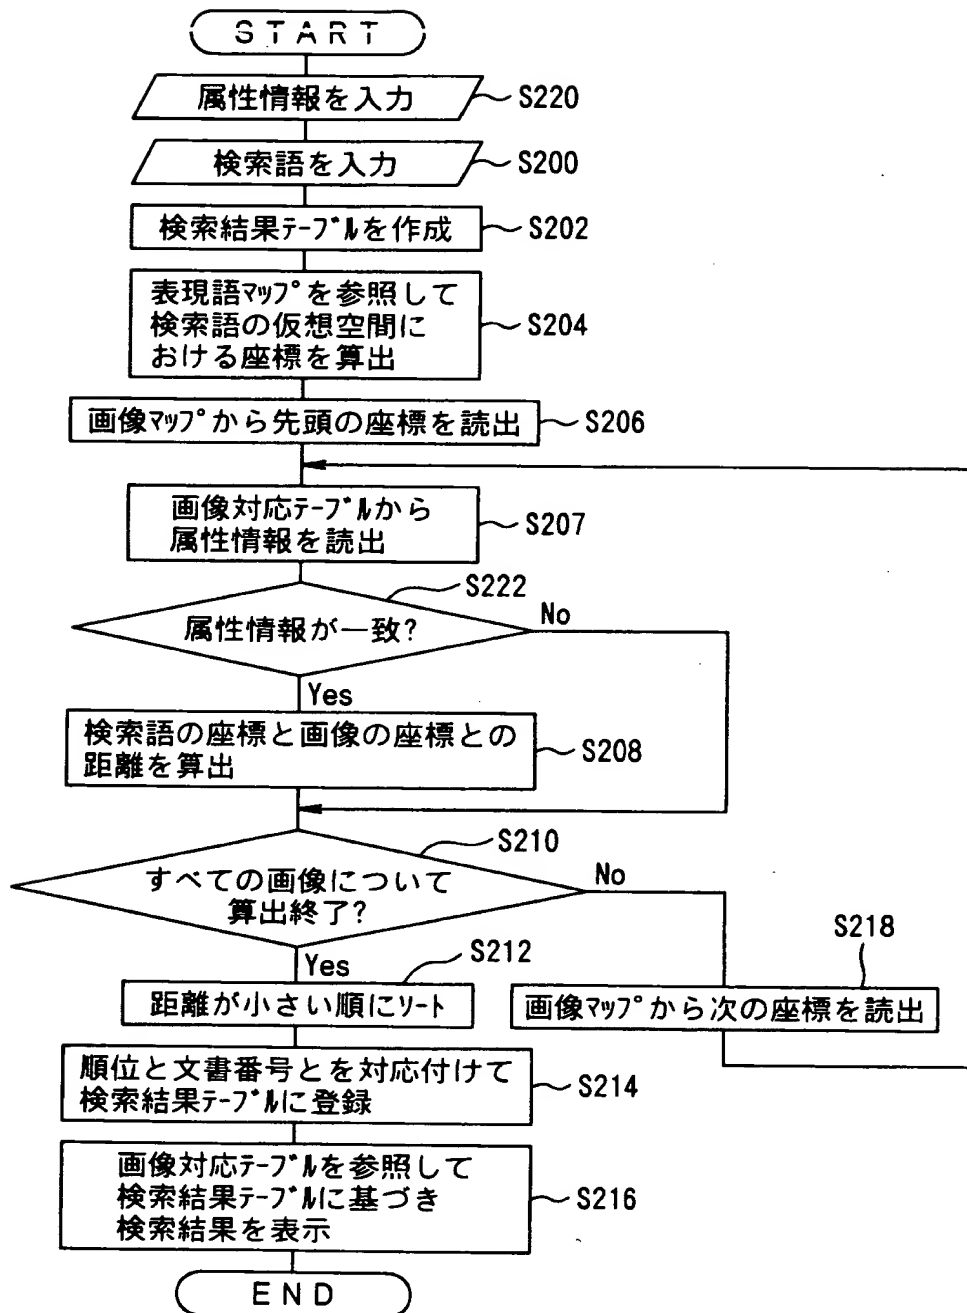 START
属性情報を入力
S220
検索語を入力
S200
検索結果ﾃｰﾌﾞﾙを作成
S202
表現語ﾏｯﾌﾟを参照して
検索語の仮想空間に
おける座標を算出
S204
画像ﾏｯﾌﾟから先頭の座標を読出
S206
画像対応ﾃｰﾌﾞﾙから
属性情報を読出
S207
S222
属性情報が一致?
No
Yes
検索語の座標と画像の座標との
距離を算出
S208
S210
すべての画像について
算出終了?
No
Yes
S212
S218
距離が小さい順にｿｰﾄ
画像ﾏｯﾌﾟから次の座標を読出
順位と文書番号とを対応付けて
検索結果ﾃｰﾌﾞﾙに登録
S214
画像対応ﾃｰﾌﾞﾙを参照して
検索結果ﾃｰﾌﾞﾙに基づき
検索結果を表示
S216
END